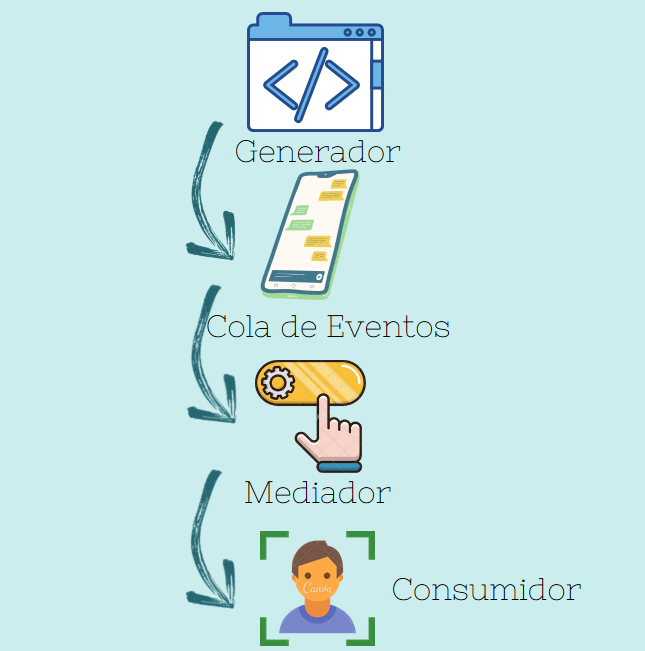 Generador
Cola de Eventos
Mediador
Canva
Consumidor